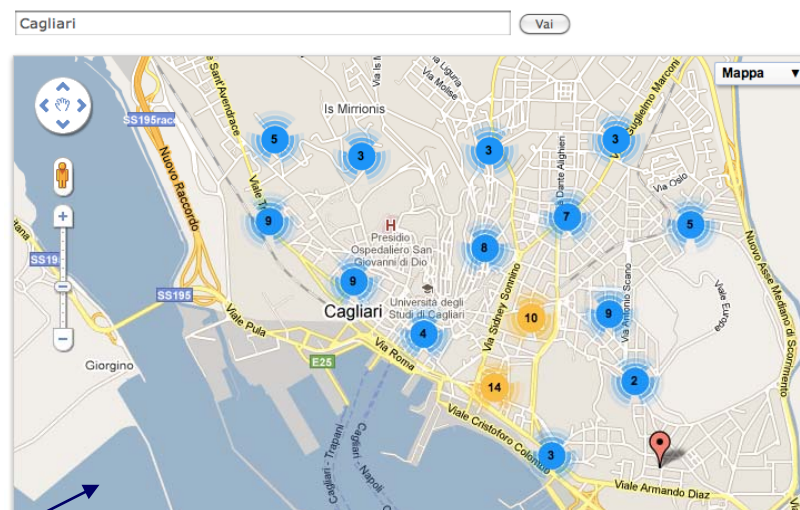 Cagliari
Vai
Mappa
Via Sant'Avendrace
Via Is M
Via Liguria
Via Molise
Via Guglielmo Marconi
Is Mirrionis
SS195racc
5
3
3
3
Dante Alighieri
Nuovo Raccordo
Viale Tr
Via Oslo
9
7
5
H
Presidio
Ospedaliero San
Giovanni di Dio
8
SS19
SS195
9
Università degli
Studi di Cagliari
Cagliari
Via Sidney Sonnino
10
9
Via Antonio Scano
Viale Europa
Nuovo Asse Mediano di Scorrimento
Viale Pula
4
Via Roma
E25
Giorgino
14
2
Viale Cristoforo Colombo
Cagliari - Trapani
Cagliari - Napoli
3
Viale Armando Diaz